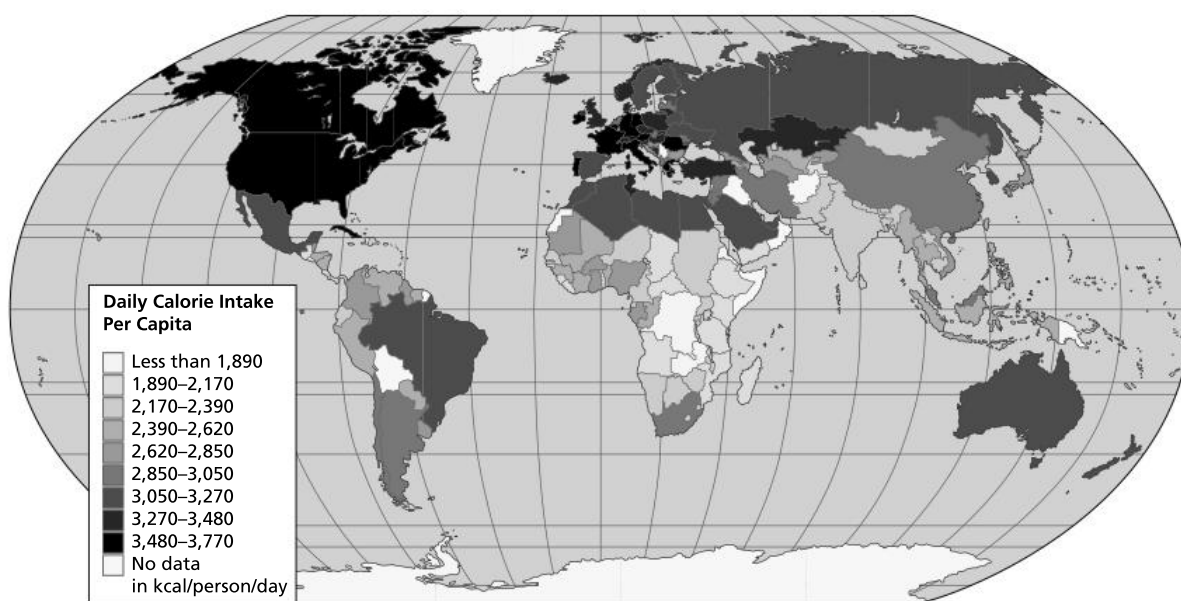 Daily Calorie Intake
Per Capita
Less than 1,890
1,890–2,170
2,170–2,390
2,390–2,620
2,620–2,850
2,850–3,050
3,050–3,270
3,270–3,480
3,480–3,770
No data
in kcal/person/day